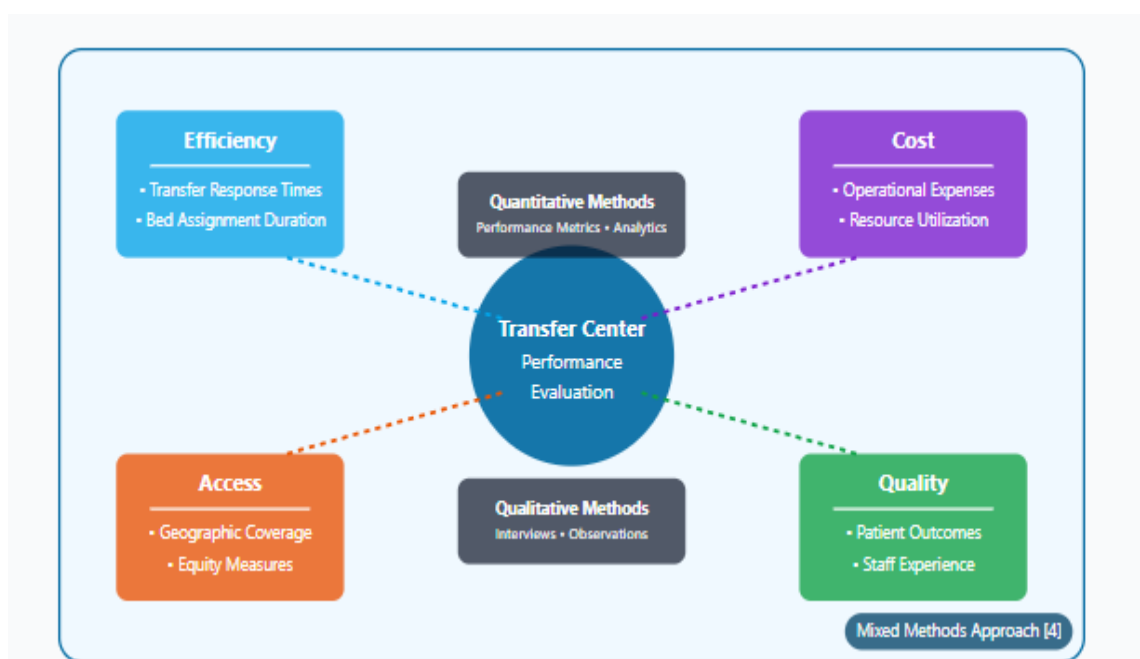 Efficiency
• Transfer Response Times
• Bed Assignment Duration
Quantitative Methods
Performance Metrics • Analytics
Cost
• Operational Expenses
• Resource Utilization
Transfer Center
Performance
Evaluation
Access
• Geographic Coverage
• Equity Measures
Qualitative Methods
Interviews • Observations
Quality
• Patient Outcomes
• Staff Experience
Mixed Methods Approach [4]